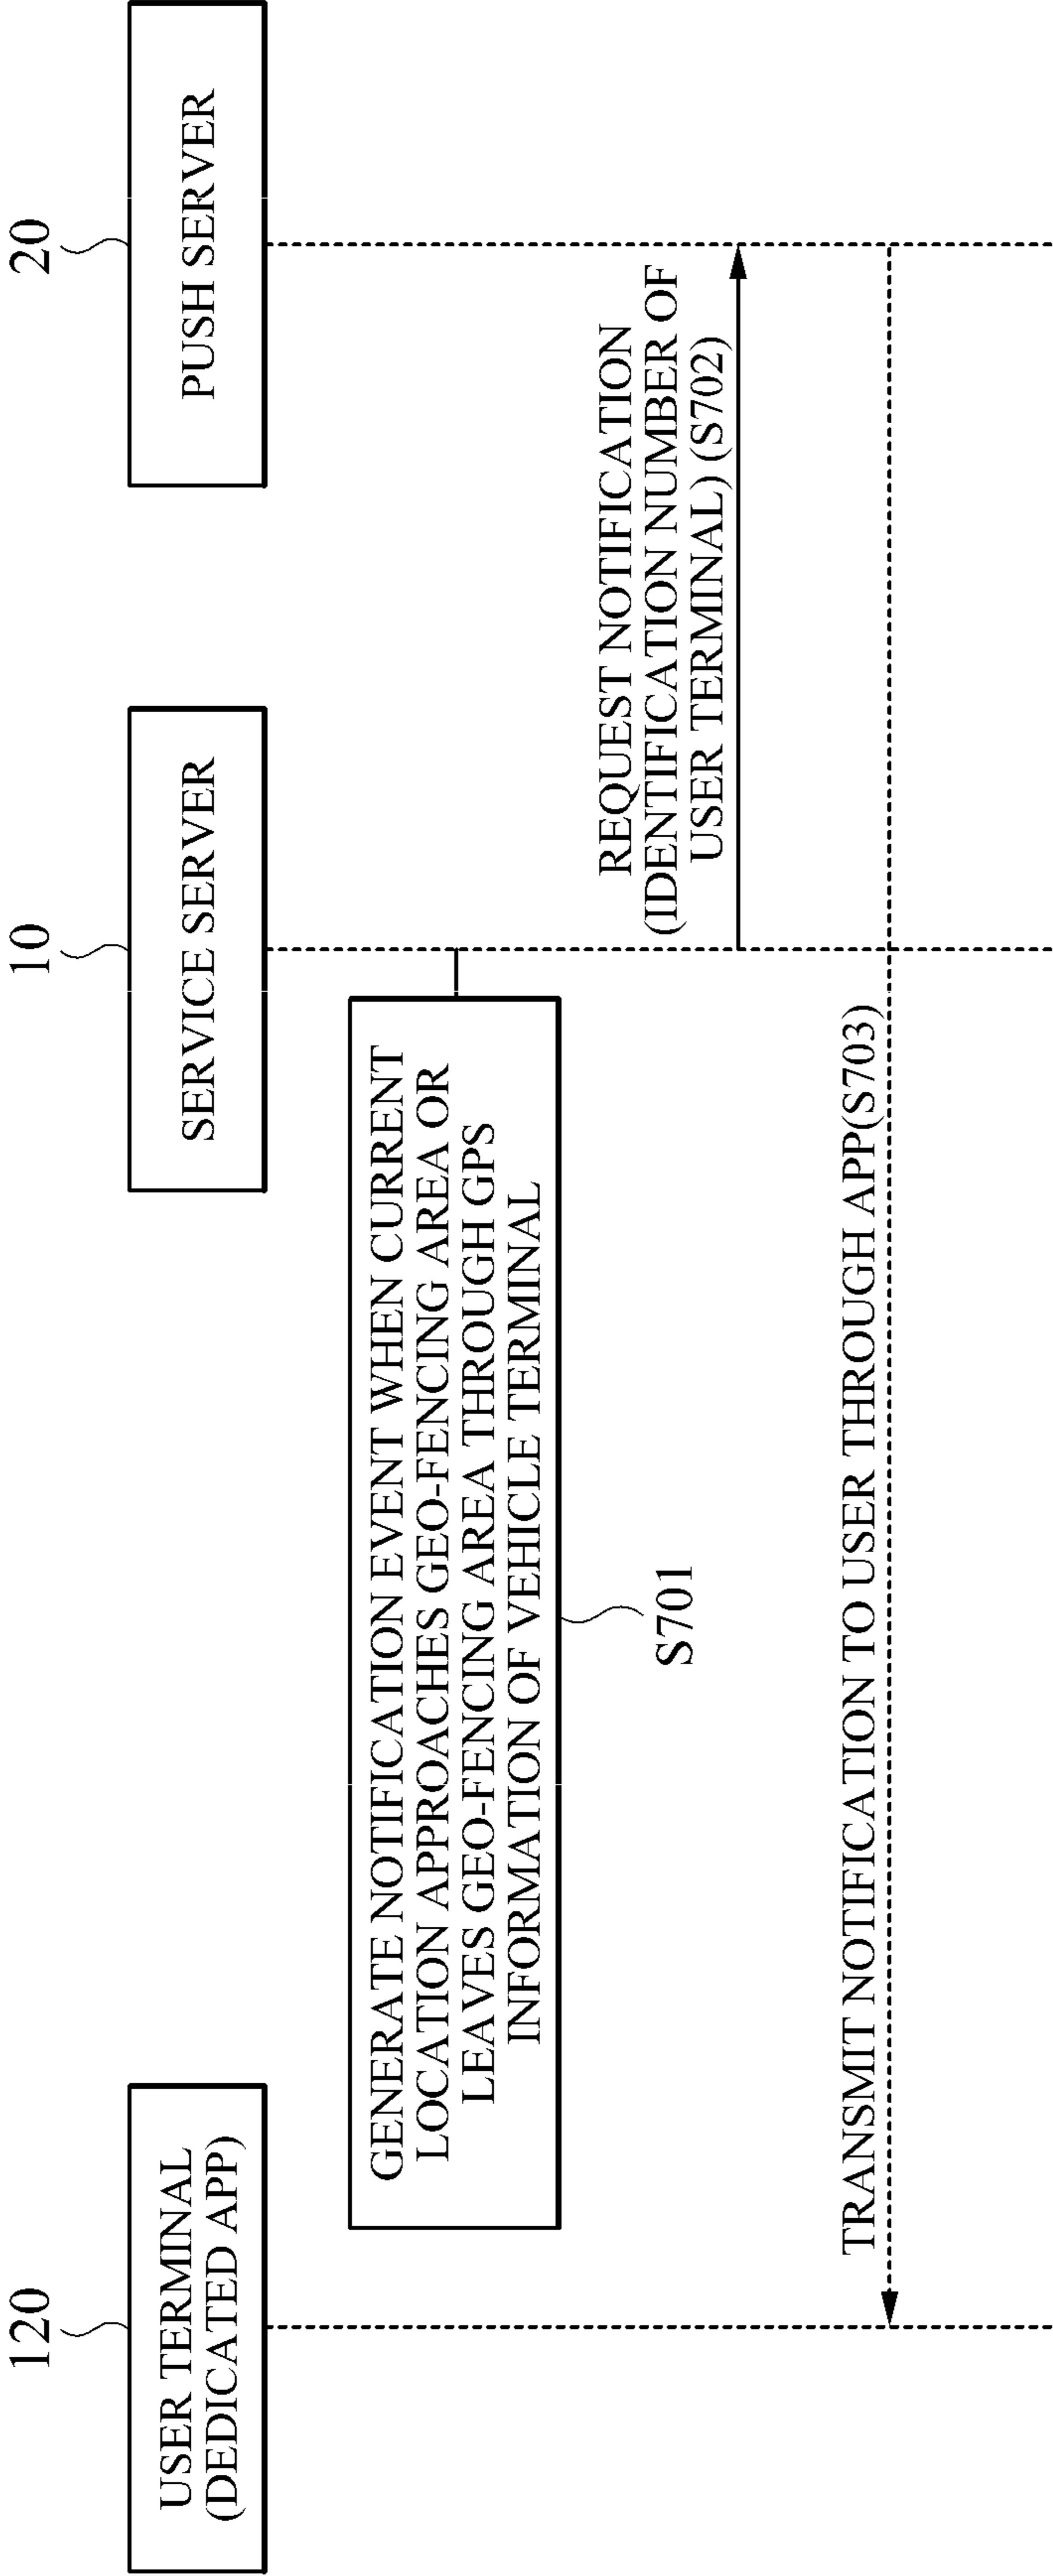 120
10
20
USER TERMINAL
(DEDICATED APP)
SERVICE SERVER
PUSH SERVER
GENERATE NOTIFICATION EVENT WHEN CURRENT
LOCATION APPROACHES GEO-FENCING AREA OR
LEAVES GEO-FENCING AREA THROUGH GPS
INFORMATION OF VEHICLE TERMINAL
S701
REQUEST NOTIFICATION
(IDENTIFICATION NUMBER OF
USER TERMINAL) (S702)
TRANSMIT NOTIFICATION TO USER THROUGH APP(S703)